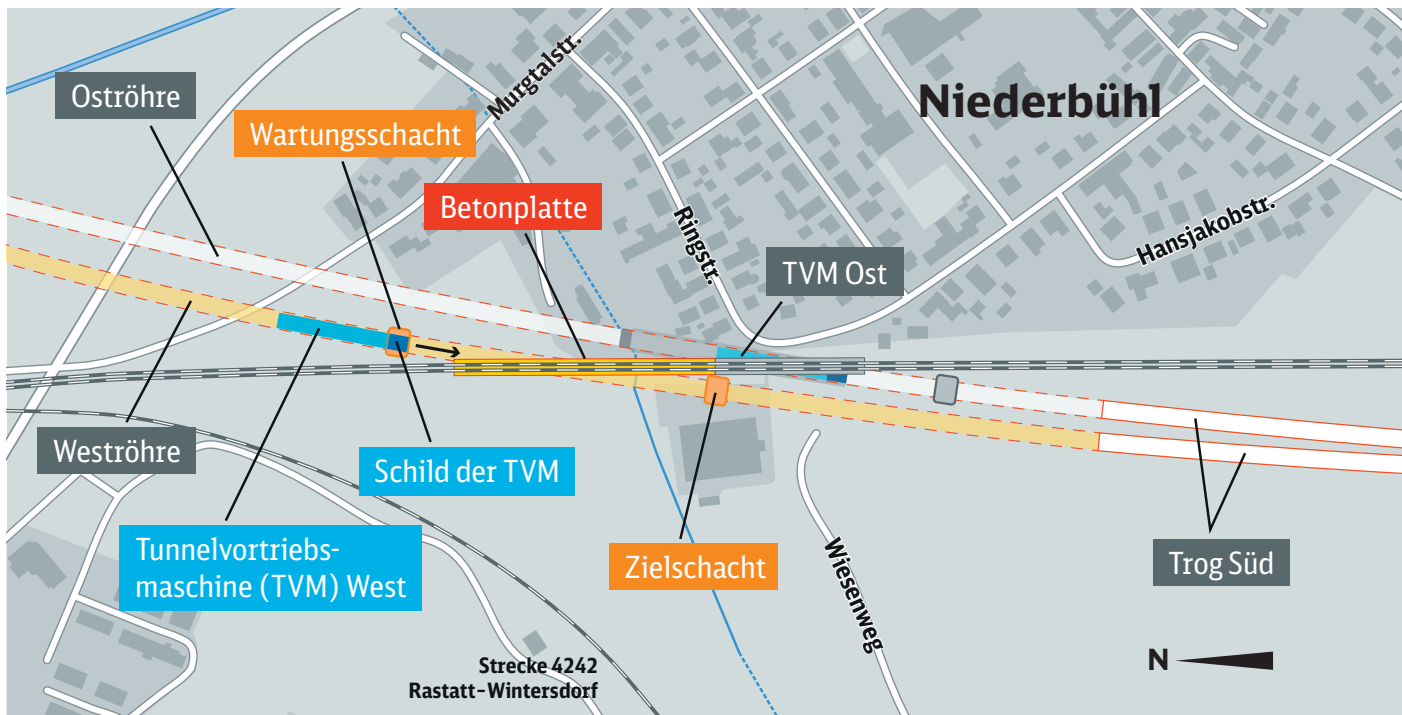 Niederbühl
Oströhre
Murgtalstr.
Wartungsschacht
Betonplatte
Ringstr.
Hansjakobstr.
TVM Ost
Weströhre
Schild der TVM
Tunnelvortriebs-
maschine (TVM) West
Zielschacht
Wiesenweg
Trog Süd
Strecke 4242
Rastatt–Wintersdorf
N